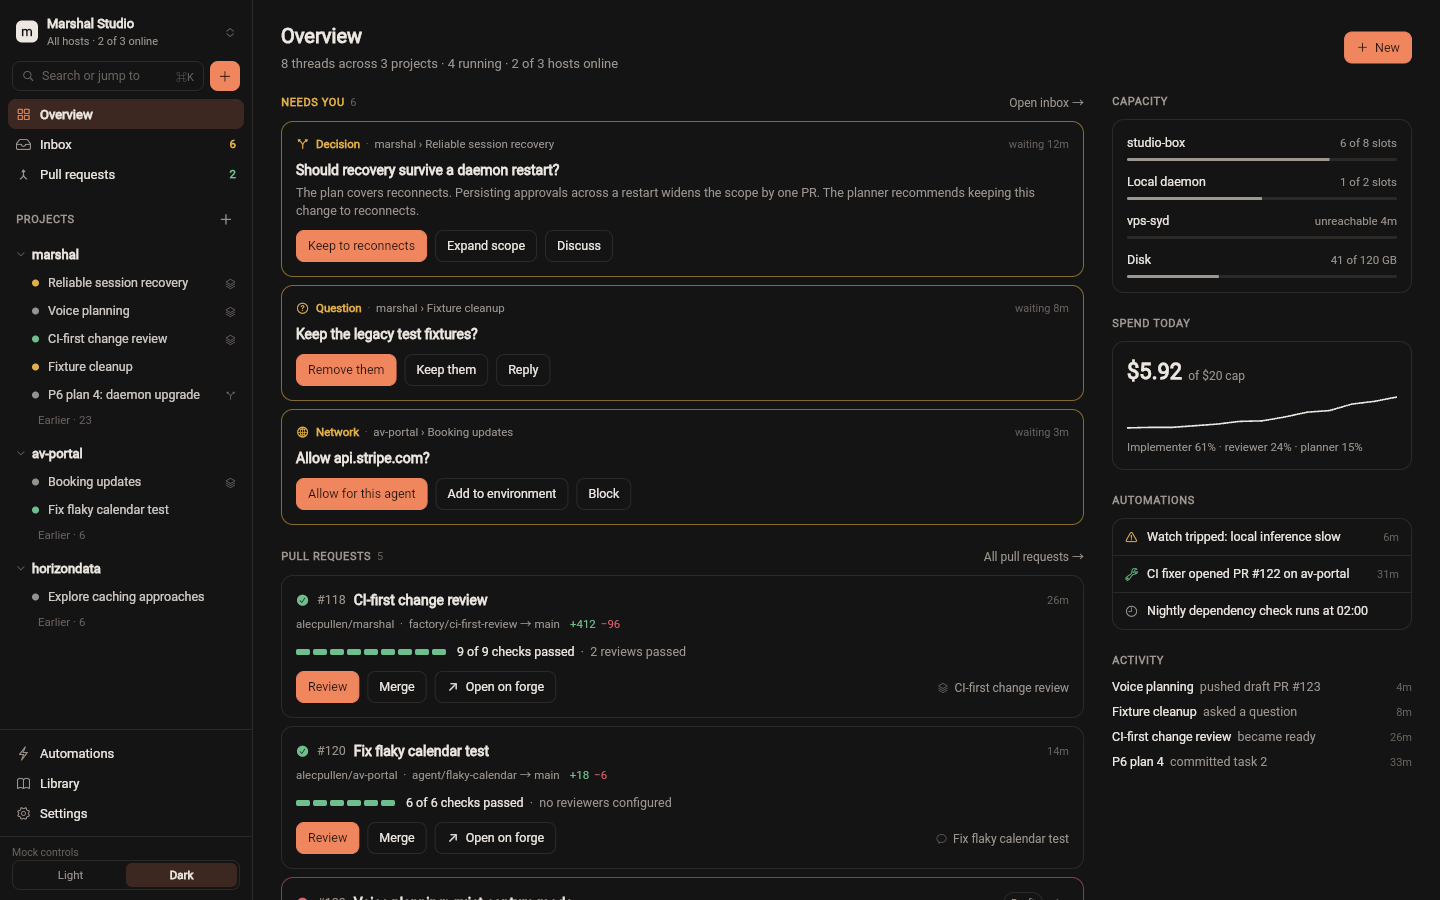 m
Marshal Studio
All hosts · 2 of 3 online
Search or jump to ⌘K
Overview
Inbox 6
Pull requests 2
PROJECTS
marshal
Reliable session recovery
Voice planning
CI-first change review
Fixture cleanup
P6 plan 4: daemon upgrade
Earlier · 23
av-portal
Booking updates
Fix flaky calendar test
Earlier · 6
horizondata
Explore caching approaches
Earlier · 6
Automations
Library
Settings
Mock controls
Light Dark
Overview
8 threads across 3 projects · 4 running · 2 of 3 hosts online
+ New
NEEDS YOU 6 Open inbox →
Decision · marshal › Reliable session recovery waiting 12m
Should recovery survive a daemon restart?
The plan covers reconnects. Persisting approvals across a restart widens the scope by one PR. The planner recommends keeping this
change to reconnects.
Keep to reconnects Expand scope Discuss
Question · marshal › Fixture cleanup waiting 8m
Keep the legacy test fixtures?
Remove them Keep them Reply
Network · av-portal › Booking updates waiting 3m
Allow api.stripe.com?
Allow for this agent Add to environment Block
PULL REQUESTS 5 All pull requests →
#118 CI-first change review 26m
alecpullen/marshal · factory/ci-first-review → main +412 −96
9 of 9 checks passed · 2 reviews passed
Review Merge Open on forge CI-first change review
#120 Fix flaky calendar test 14m
alecpullen/av-portal · agent/flaky-calendar → main +18 −6
6 of 6 checks passed · no reviewers configured
Review Merge Open on forge Fix flaky calendar test
CAPACITY
studio-box 6 of 8 slots
Local daemon 1 of 2 slots
vps-syd unreachable 4m
Disk 41 of 120 GB
SPEND TODAY
$5.92 of $20 cap
Implementer 61% · reviewer 24% · planner 15%
AUTOMATIONS
Watch tripped: local inference slow 6m
CI fixer opened PR #122 on av-portal 31m
Nightly dependency check runs at 02:00
ACTIVITY
Voice planning pushed draft PR #123 4m
Fixture cleanup asked a question 8m
CI-first change review became ready 26m
P6 plan 4 committed task 2 33m